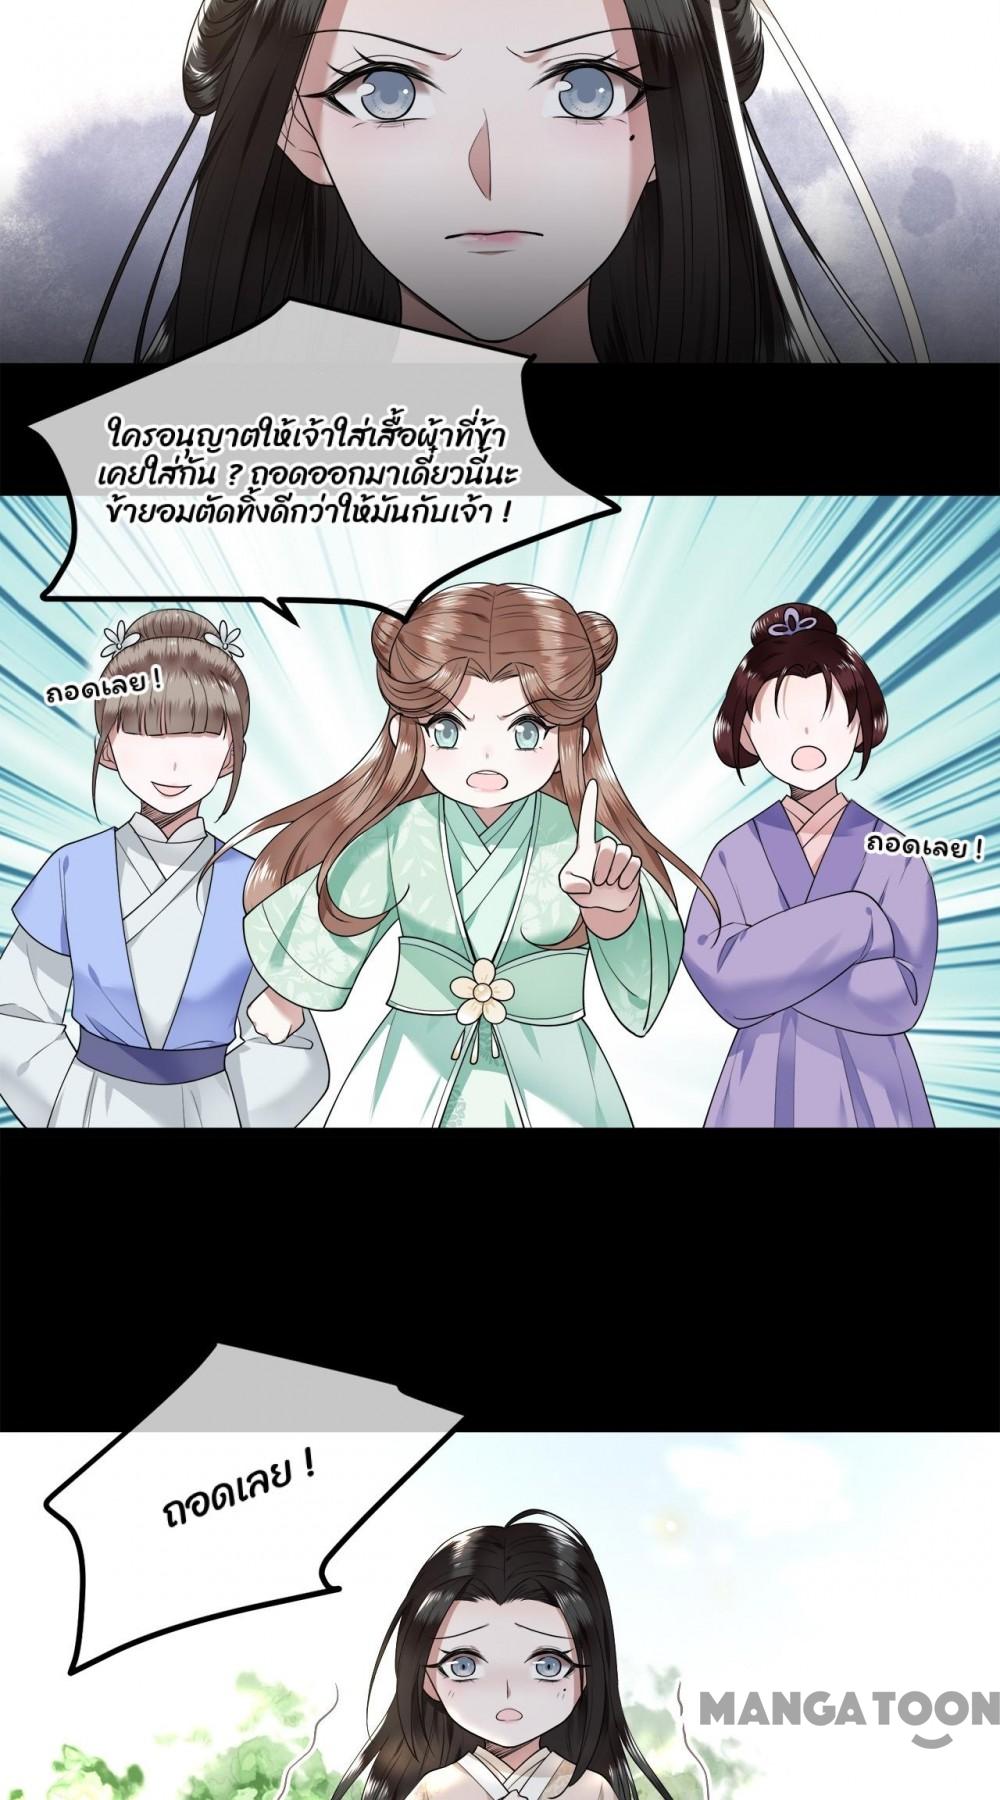 ใครอนุญาตให้เจ้าใส่เสื้อผ้าที่ข้า
เคยใส่กัน ? ถอดออกมาเดี๋ยวนี้นะ
ข้ายอมตัดทิ้งดีกว่าให้มันกับเจ้า !
ถอดเลย !
ถอดเลย !
ถอดเลย !
MANGATOON